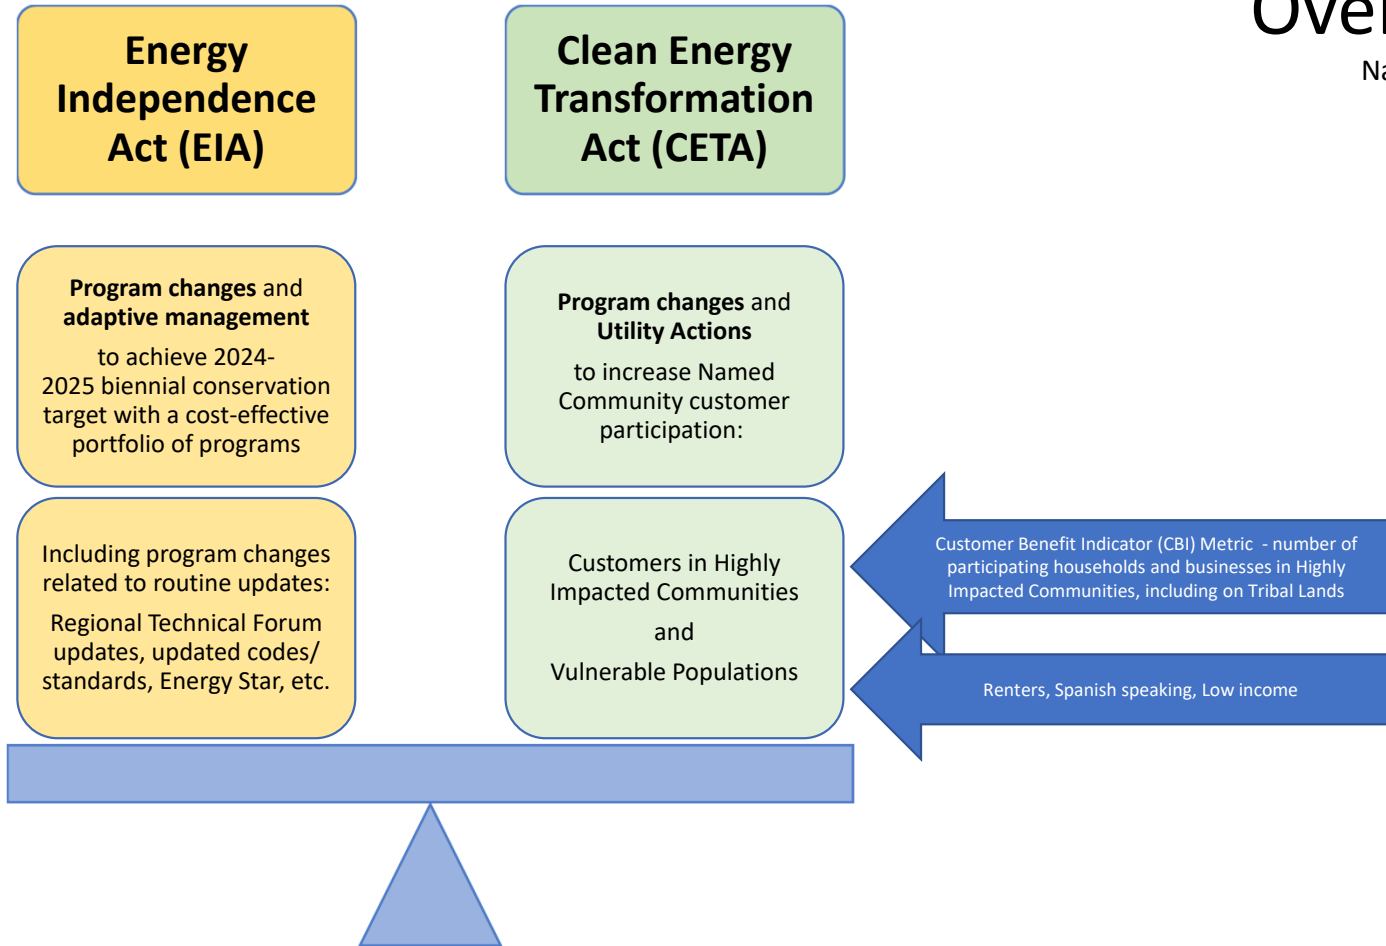 Over
Na
Energy
Independence
Act (EIA)
Clean Energy
Transformation
Act (CETA)
Program changes and
adaptive management
to achieve 2024-
2025 biennial conservation
target with a cost-effective
portfolio of programs
Program changes and
Utility Actions
to increase Named
Community customer
participation:
Including program changes
related to routine updates:
Regional Technical Forum
updates, updated codes/
standards, Energy Star, etc.
Customers in Highly
Impacted Communities
and
Vulnerable Populations
Customer Benefit Indicator (CBI) Metric - number of
participating households and businesses in Highly
Impacted Communities, including on Tribal Lands
Renters, Spanish speaking, Low income